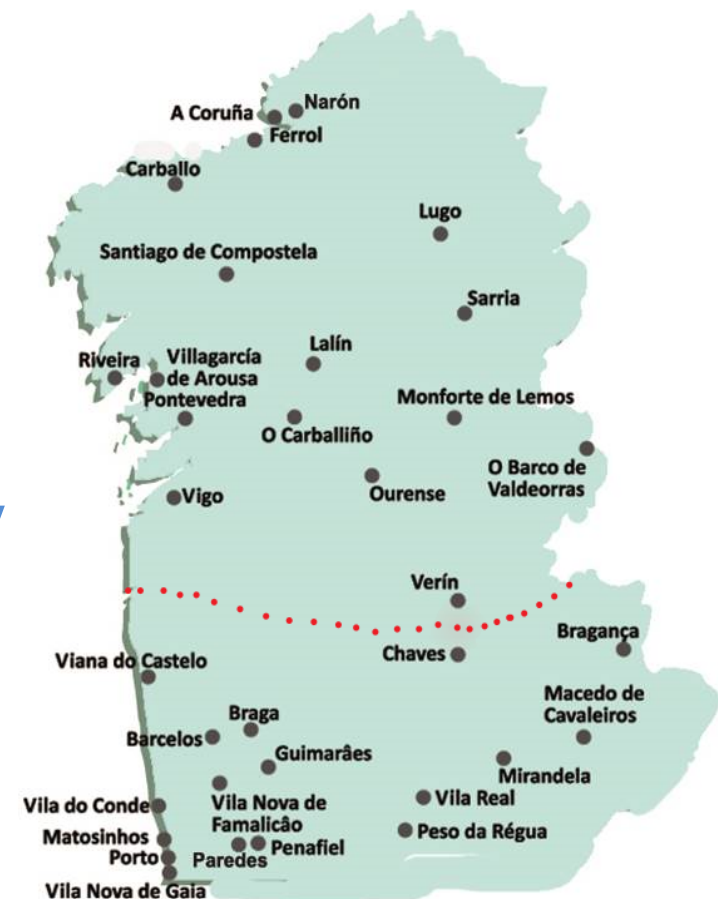 Narón
A Coruña
Ferrol
Carballo
Lugo
Santiago de Compostela
Sarria
Lalín
Riveira
Villagarcía
de Arousa
Pontevedra
Monforte de Lemos
O Carballiño
O Barco de
Valdeorras
Ourense
Vigo
Verín
Bragança
Chaves
Viana do Castelo
Macedo de
Cavaleiros
Braga
Barcelos
Guimarâes
Mirandela
Vila Real
Vila do Conde
Vila Nova de
Famalicâo
Peso da Régua
Matosinhos
Penafiel
Porto
Paredes
Vila Nova de Gaia